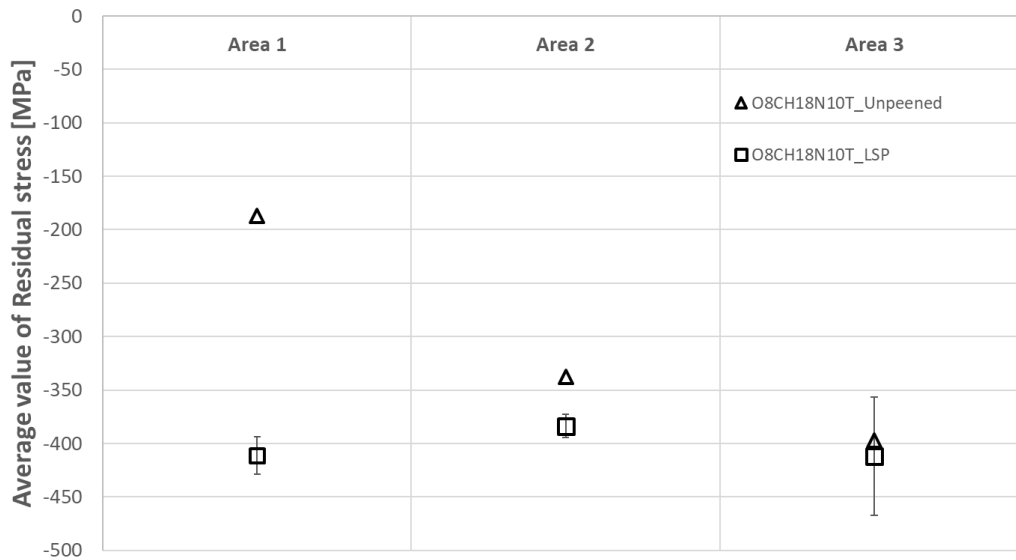 Average value of Residual stress [MPa]
0
-50
-100
-150
-200
-250
-300
-350
-400
-450
-500
Area 1
Area 2
Area 3
O8CH18N10T_Unpeened
O8CH18N10T_LSP